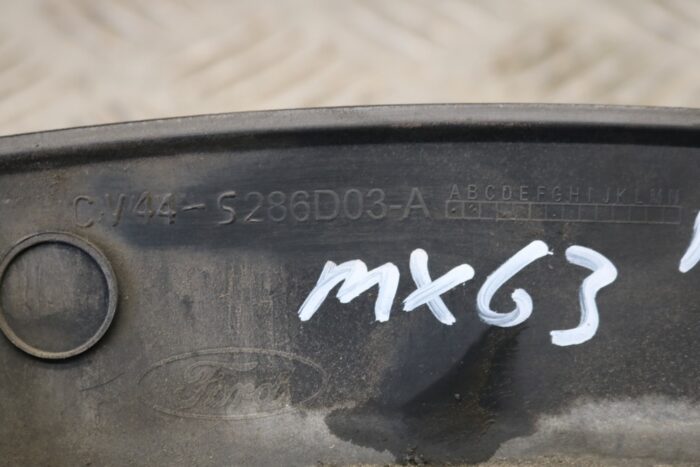 CV44-S286D03-A
ABCDEFGHIJKLMN
MX63
Ford